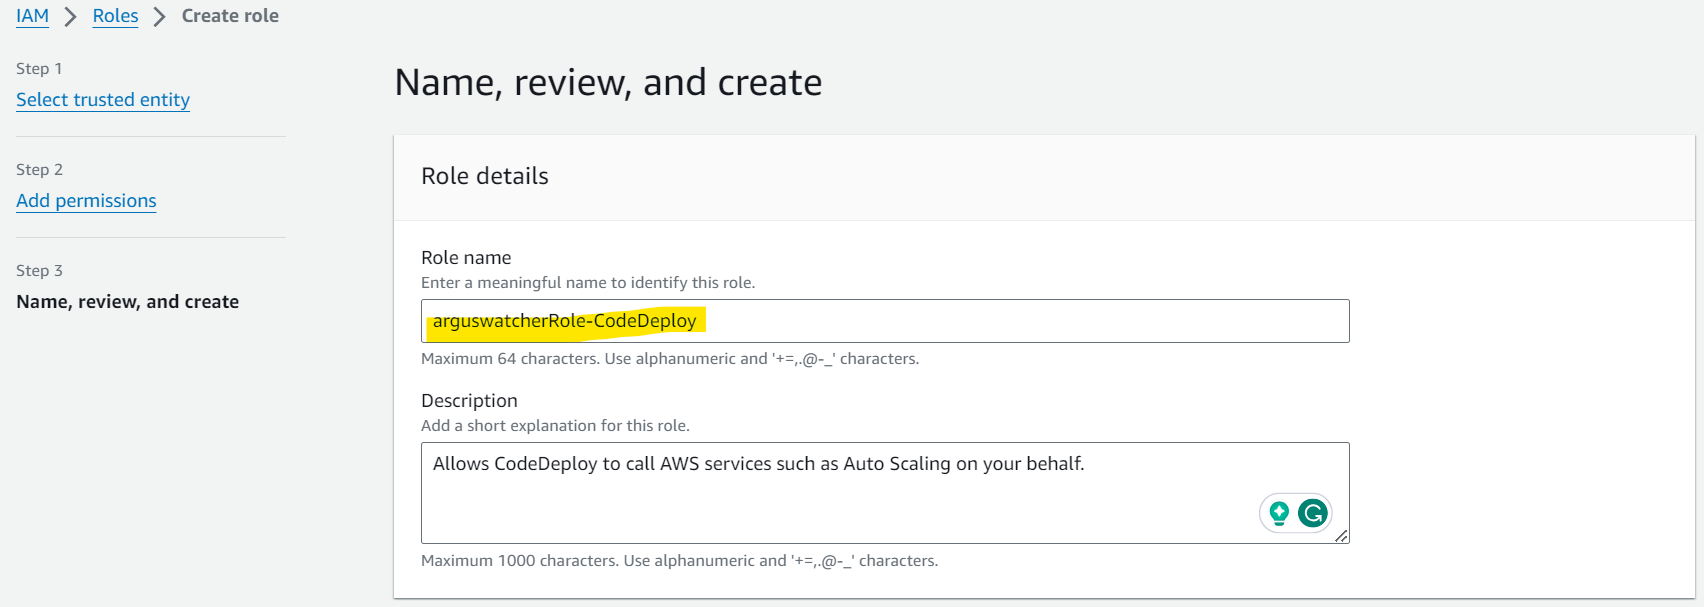 IAM > Roles > Create role
Step 1
Select trusted entity
Step 2
Add permissions
Step 3
Name, review, and create
Name, review, and create
Role details
Role name
Enter a meaningful name to identify this role.
arguswatcherRole-CodeDeploy
Maximum 64 characters. Use alphanumeric and '+=,.@-_' characters.
Description
Add a short explanation for this role.
Allows CodeDeploy to call AWS services such as Auto Scaling on your behalf.
Maximum 1000 characters. Use alphanumeric and '+=,.@-_' characters.